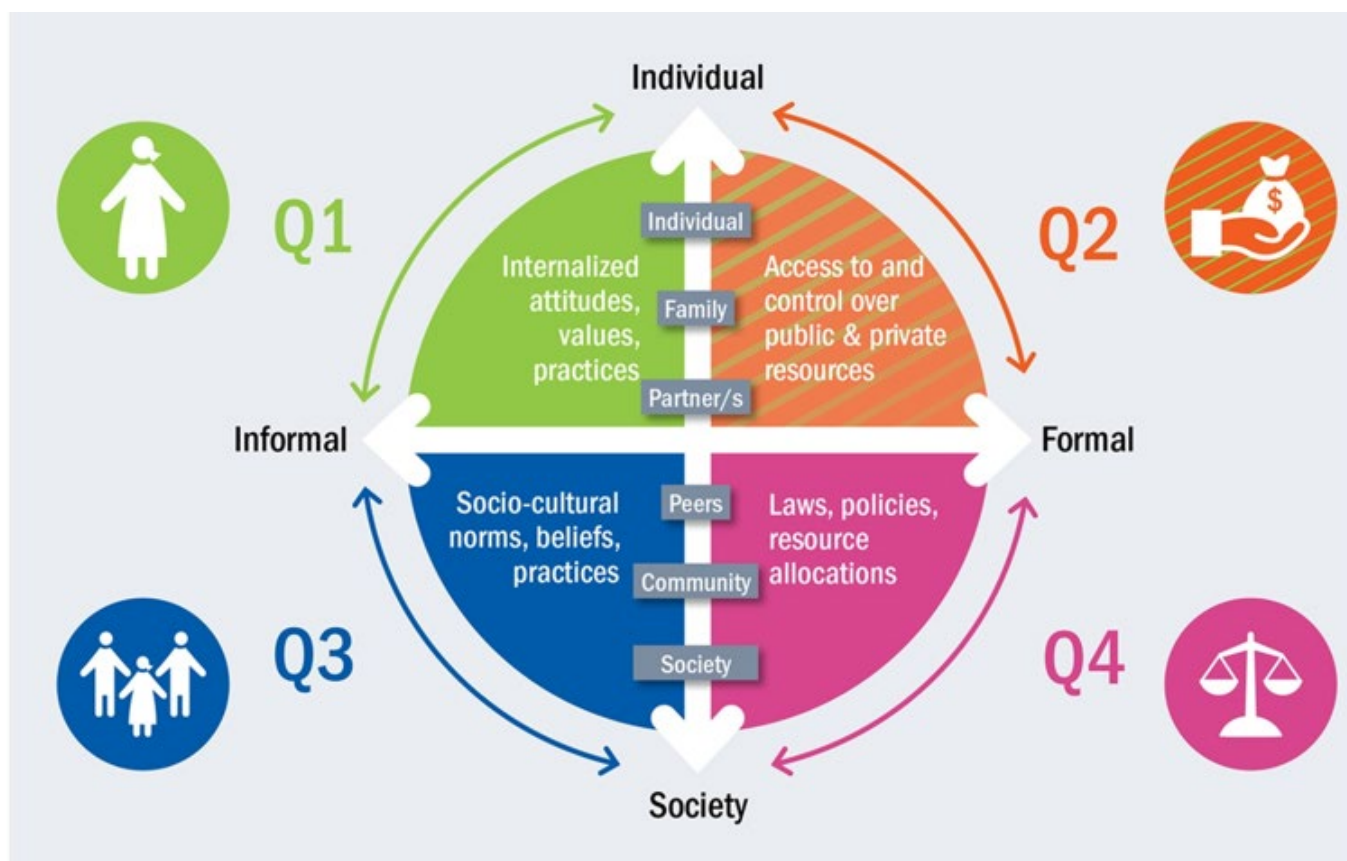 Individual
Q1
Q2
Individual
Internalized
attitudes,
values,
practices
Access to and
control over
public & private
resources
Family
Partner/s
Informal
Formal
Socio-cultural
norms, beliefs,
practices
Peers
Laws, policies,
resource
allocations
Community
Society
Q3
Q4
$
Society